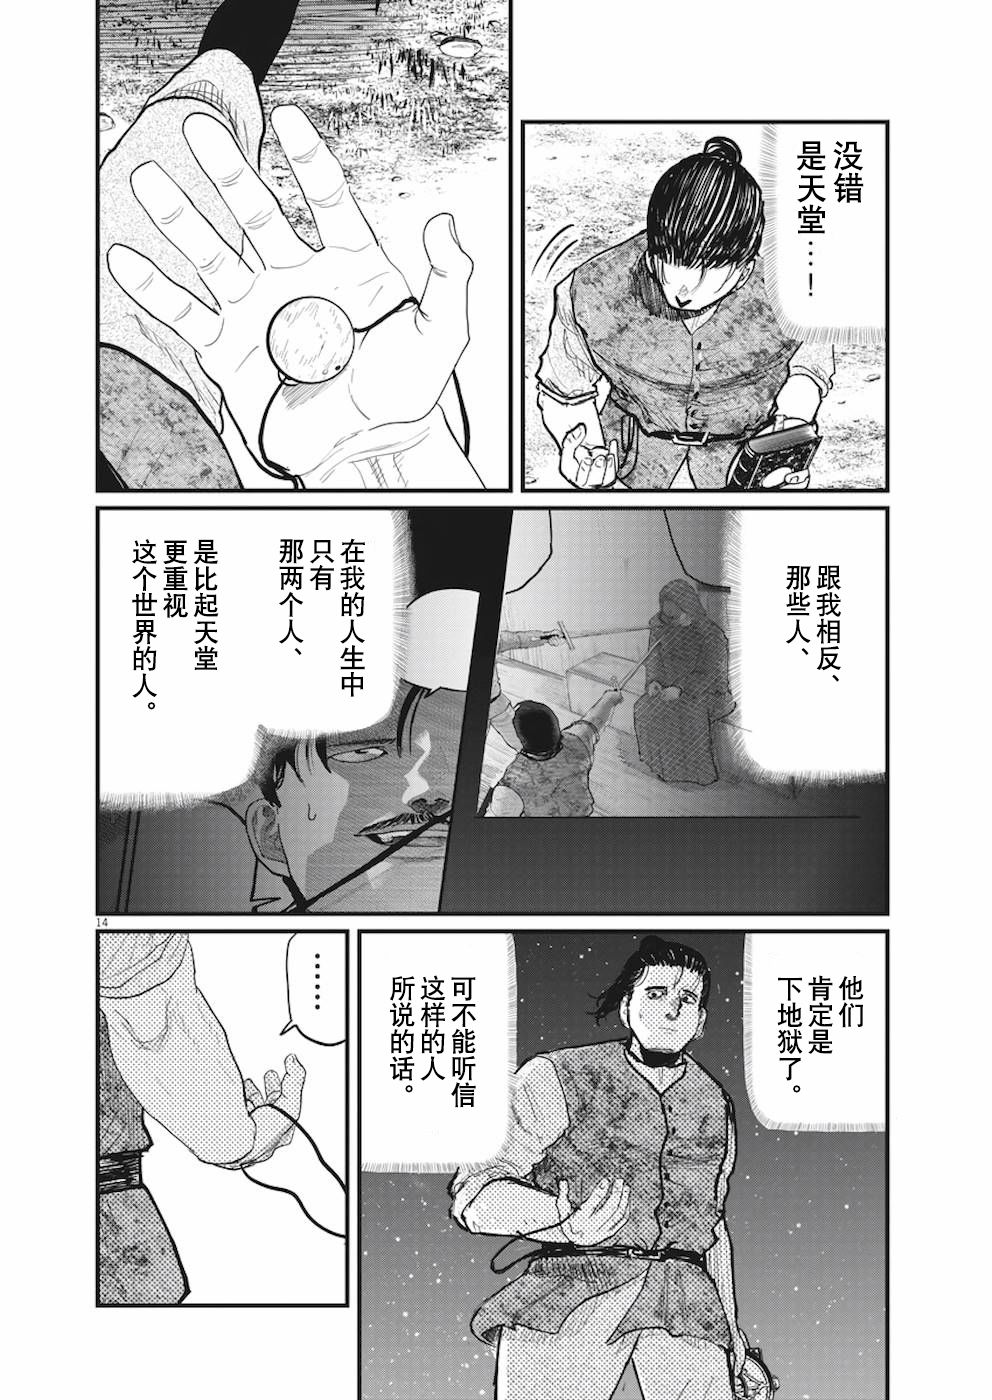 没错
是天堂…！
跟我相反、
那些人、
在我的人生中
只有
那两个人、
是比起天堂
更重视
这个世界的人。
14
他们
肯定是
下地狱了。
可不能听信
这样的人
所说的话。
……